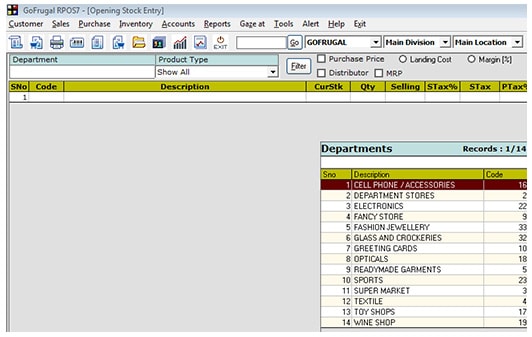 GoFrugal RPOS7 - [Opening Stock Entry]
Customer Sales Purchase Inventory Accounts Reports Gaze at Tools Alert Help Exit
EXIT Go GOFRUGAL Main Division Main Location
Department Product Type Filter Purchase Price Landing Cost Margin [%]
Show All Distributor MRP
SNo Code Description CurStk Qty Selling STax% STax PTax%
1
Departments Records : 1/14
Sno Description Code
1 CELL PHONE / ACCESSORIES 16
2 DEPARTMENT STORES 2
3 ELECTRONICS 22
4 FANCY STORE 9
5 FASHION JEWELLERY 33
6 GLASS AND CROCKERIES 32
7 GREETING CARDS 10
8 OPTICALS 18
9 READYMADE GARMENTS 5
10 SPORTS 23
11 SUPER MARKET 3
12 TEXTILE 4
13 TOY SHOPS 17
14 WINE SHOP 19